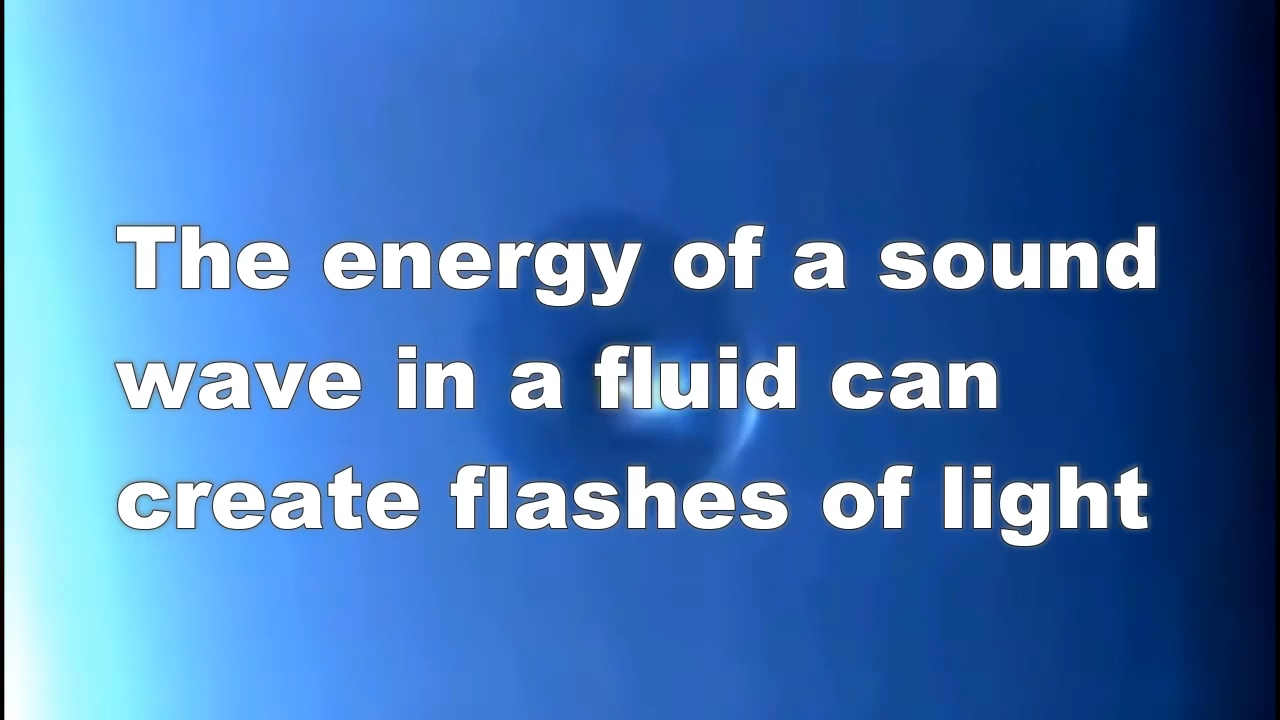 The energy of a sound
wave in a fluid can
create flashes of light